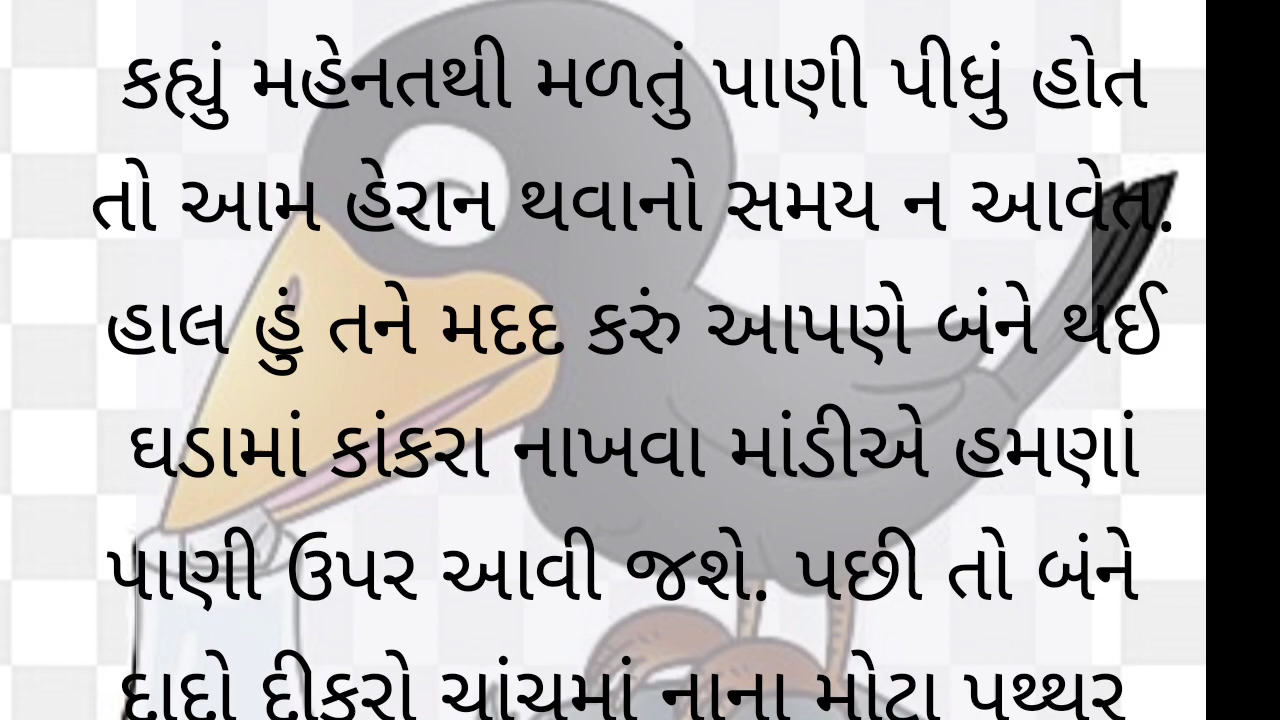 કહ્યું મહેનતથી મળતું પાણી પીધું હોત
તો આમ હેરાન થવાનો સમય ન આવેત.
હાલ હું તને મદદ કરું આપણે બંને થઈ
ઘડામાં કાંકરા નાખવા માંડીએ હમણાં
પાણી ઉપર આવી જશે. પછી તો બંને
દાદો દીકરો ચાંચમાં નાના મોટા પથ્થર